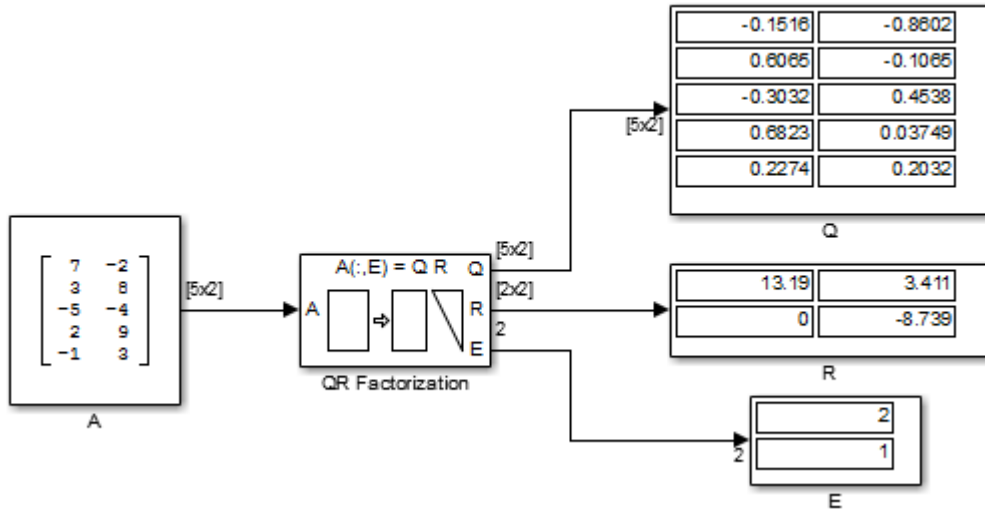 -0.1516 -0.8602
0.6065 -0.1065
-0.3032 0.4538
0.6823 0.03749
0.2274 0.2032
Q
[5x2]
7 -2
3 8
-5 -4
2 9
-1 3
A
[5x2]
A(:,E) = Q R
A
Q
R
E
QR Factorization
[5x2]
[2x2]
2
13.19 3.411
0 -8.739
R
2
2
1
E